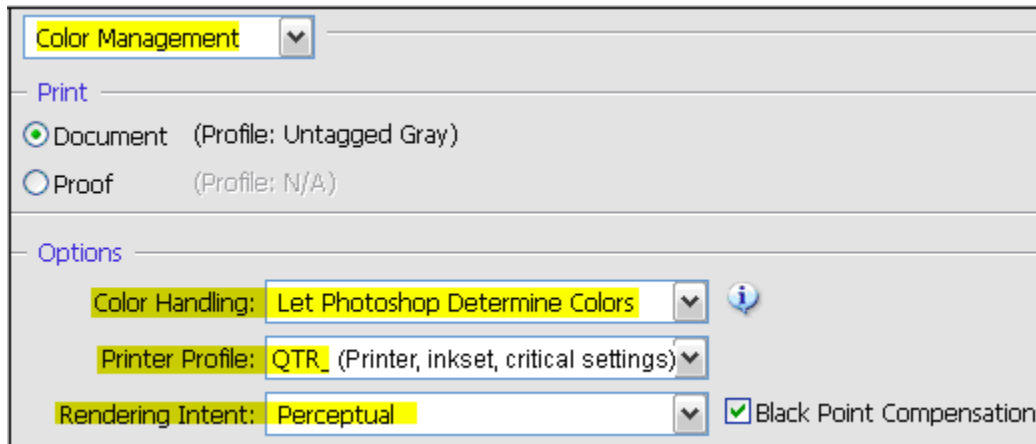 Color Management
Print
Document (Profile: Untagged Gray)
Proof (Profile: N/A)
Options
Color Handling: Let Photoshop Determine Colors
Printer Profile: QTR_ (Printer, inkset, critical settings)
Rendering Intent: Perceptual Black Point Compensation